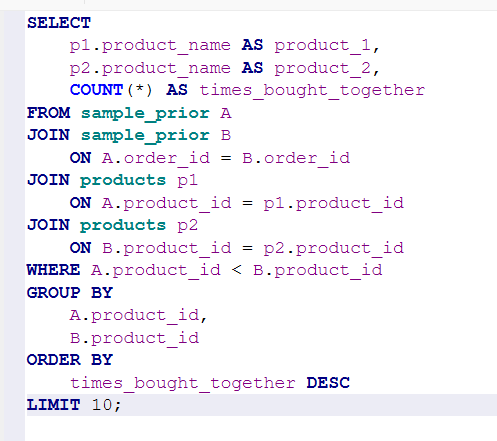 SELECT
    p1.product_name AS product_1,
    p2.product_name AS product_2,
    COUNT(*) AS times_bought_together
FROM sample_prior A
JOIN sample_prior B
    ON A.order_id = B.order_id
JOIN products p1
    ON A.product_id = p1.product_id
JOIN products p2
    ON B.product_id = p2.product_id
WHERE A.product_id < B.product_id
GROUP BY
    A.product_id,
    B.product_id
ORDER BY
    times_bought_together DESC
LIMIT 10;